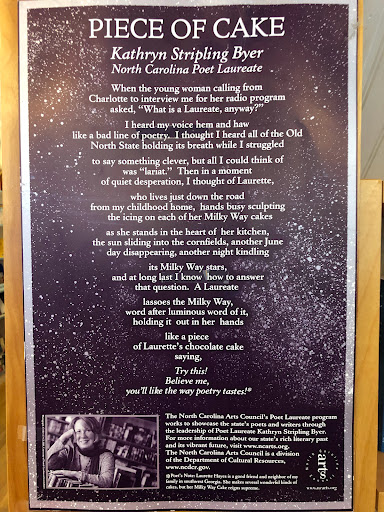 PIECE OF CAKE
Kathryn Stripling Byer
North Carolina Poet Laureate
When the young woman calling from
Charlotte to interview me for her radio program
asked, "What is a Laureate, anyway?"
I heard my voice hem and haw
like a bad line of poetry. I thought I heard all of the Old
North State holding its breath while I struggled
to say something clever, but all I could think of
was "lariat." Then in a moment
of quiet desperation, I thought of Laurette,
who lives just down the road
from my childhood home, hands busy sculpting
the icing on each of her Milky Way cakes
as she stands in the heart of her kitchen,
the sun sliding into the cornfields, another June
day disappearing, another night kindling
its Milky Way stars,
and at long last I know how to answer
that question. A Laureate
lassoes the Milky Way,
word after luminous word of it,
holding it out in her hands
like a piece
of Laurette's chocolate cake
saying,
Try this!
Believe me,
you'll like the way poetry tastes!@
The North Carolina Arts Council's Poet Laureate program
works to showcase the state's poets and writers through
the leadership of Poet Laureate Kathryn Stripling Byer.
For more information about our state's rich literary past
and its vibrant future, visit www.ncarts.org.
The North Carolina Arts Council is a division
of the Department of Cultural Resources,
www.ncdcr.gov.
@ Poet's Note: Laurette Hayes is a good friend and neighbor of my
family in southwest Georgia. She makes several wonderful kinds of
cakes, but her Milky Way Cake reigns supreme.
arts
www.ncarts.org